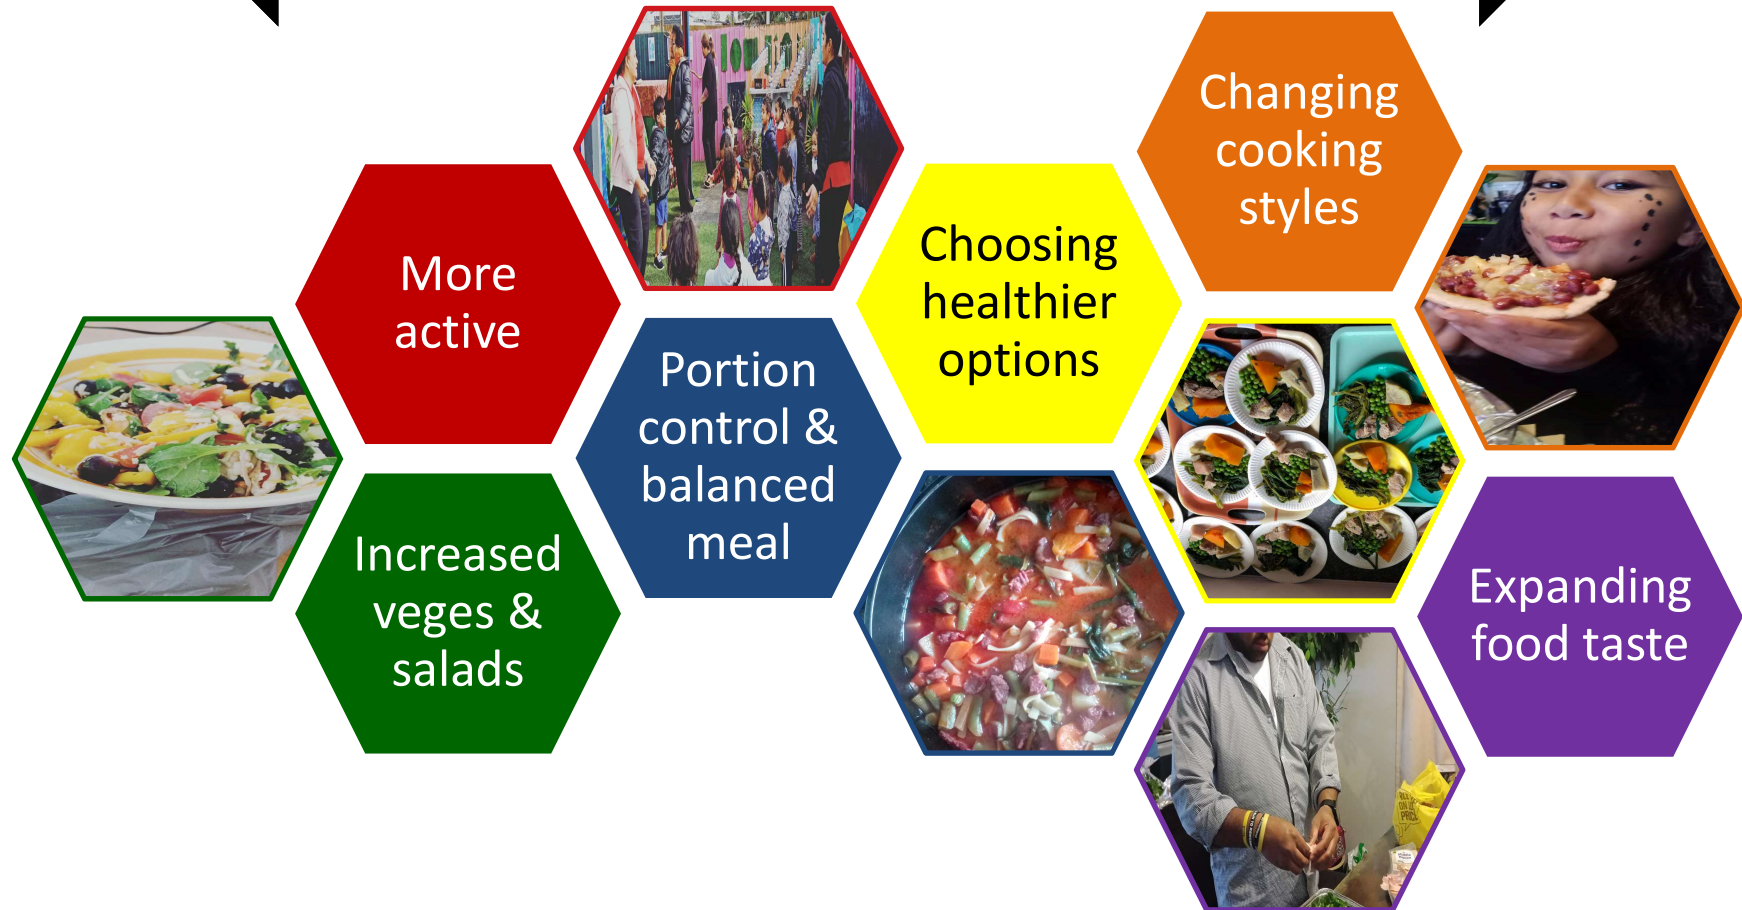 More
active
Increased
veges &
salads
Portion
control &
balanced
meal
Choosing
healthier
options
Changing
cooking
styles
Expanding
food taste